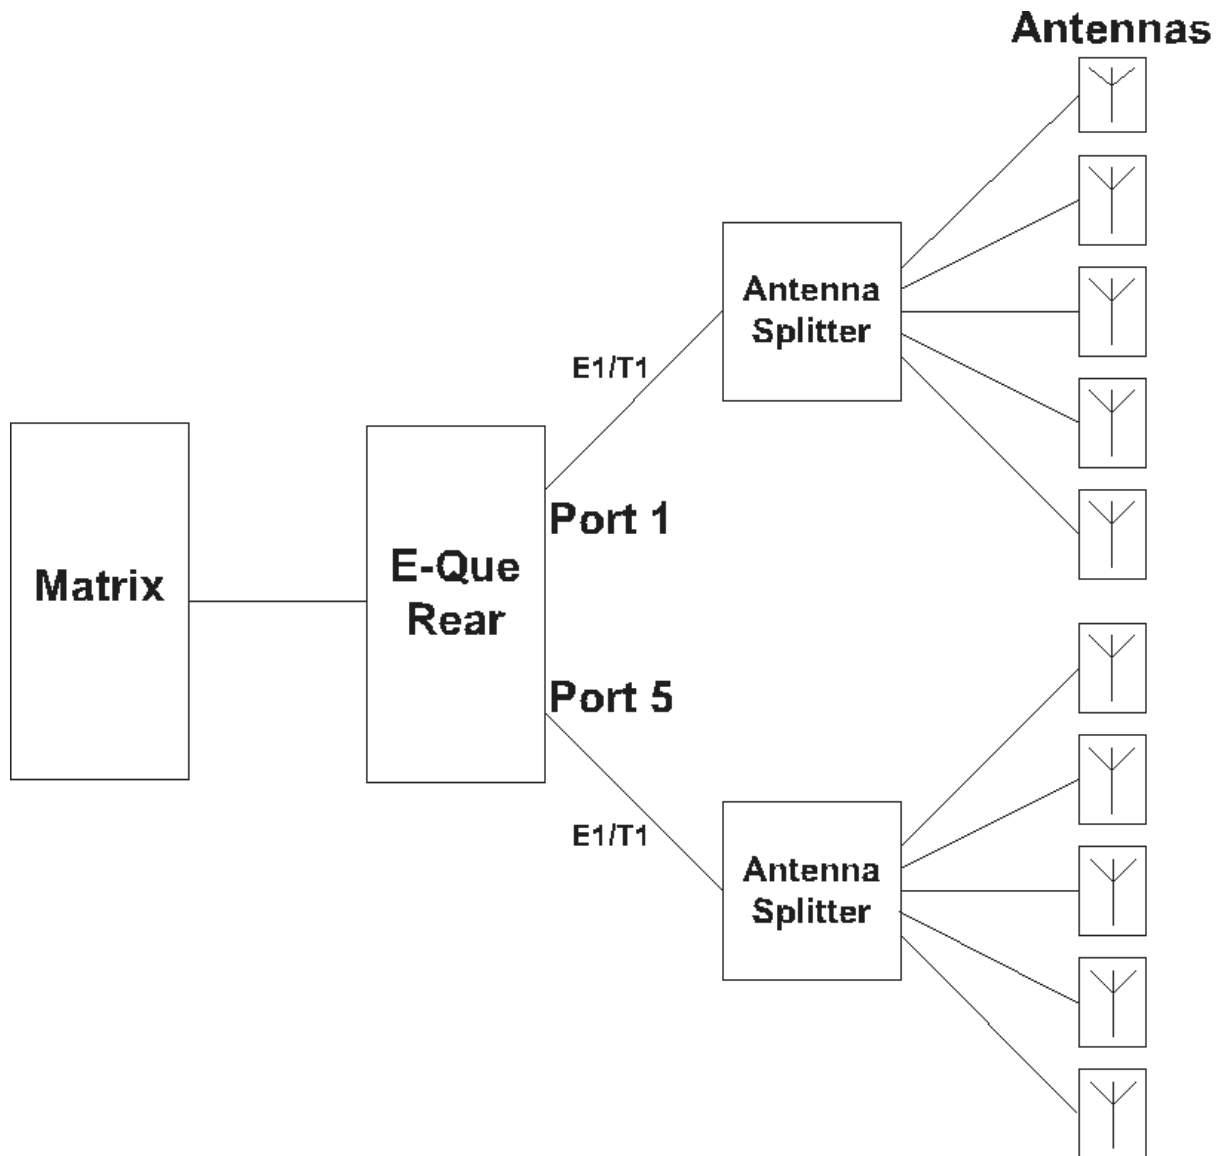 Antennas
Antenna
Splitter
E1/T1
Port 1
Matrix
E-Que
Rear
Port 5
E1/T1
Antenna
Splitter